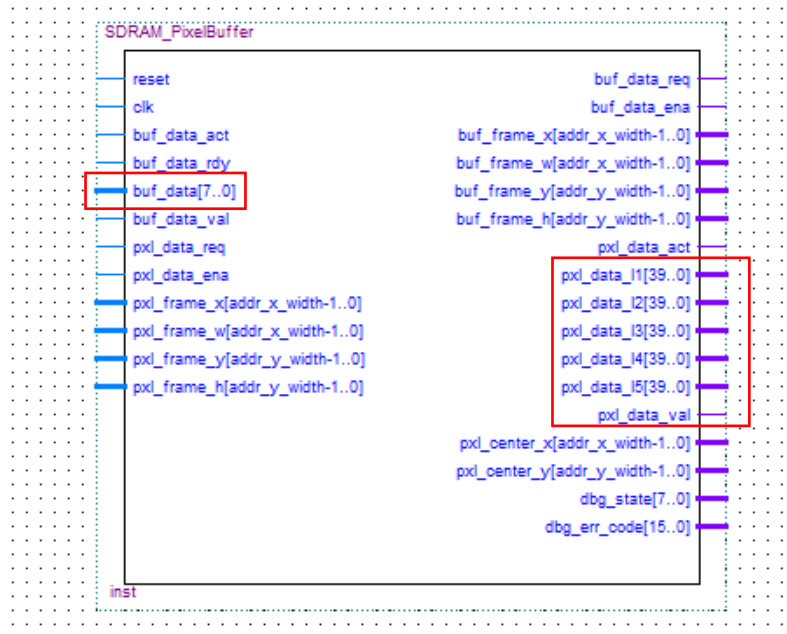 SDRAM_PixelBuffer
reset
clk
buf_data_act
buf_data_rdy
buf_data[7..0]
buf_data_val
pxl_data_req
pxl_data_ena
pxl_frame_x[addr_x_width-1..0]
pxl_frame_w[addr_x_width-1..0]
pxl_frame_y[addr_y_width-1..0]
pxl_frame_h[addr_y_width-1..0]
buf_data_req
buf_data_ena
buf_frame_x[addr_x_width-1..0]
buf_frame_w[addr_x_width-1..0]
buf_frame_y[addr_y_width-1..0]
buf_frame_h[addr_y_width-1..0]
pxl_data_act
pxl_data_l1[39..0]
pxl_data_l2[39..0]
pxl_data_l3[39..0]
pxl_data_l4[39..0]
pxl_data_l5[39..0]
pxl_data_val
pxl_center_x[addr_x_width-1..0]
pxl_center_y[addr_y_width-1..0]
dbg_state[7..0]
dbg_err_code[15..0]
inst